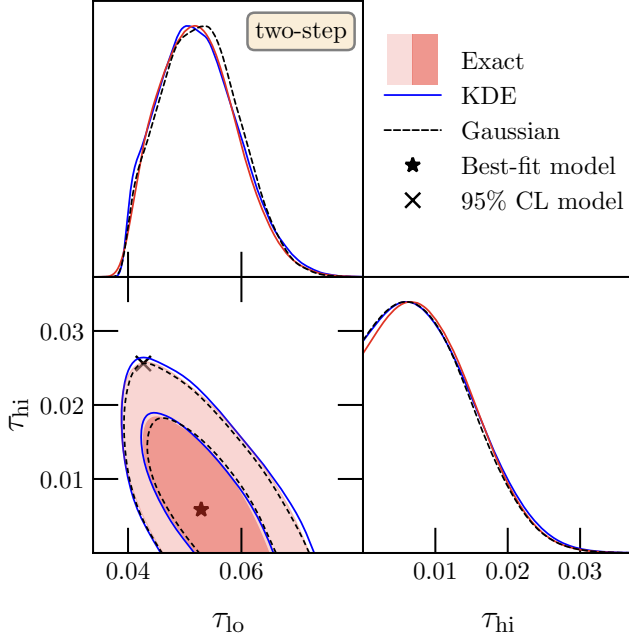 two-step
Exact
KDE
Gaussian
Best-fit model
95% CL model
0.03
0.02
0.01
τhi
0.04
0.06
0.01
0.02
0.03
τlo
τhi